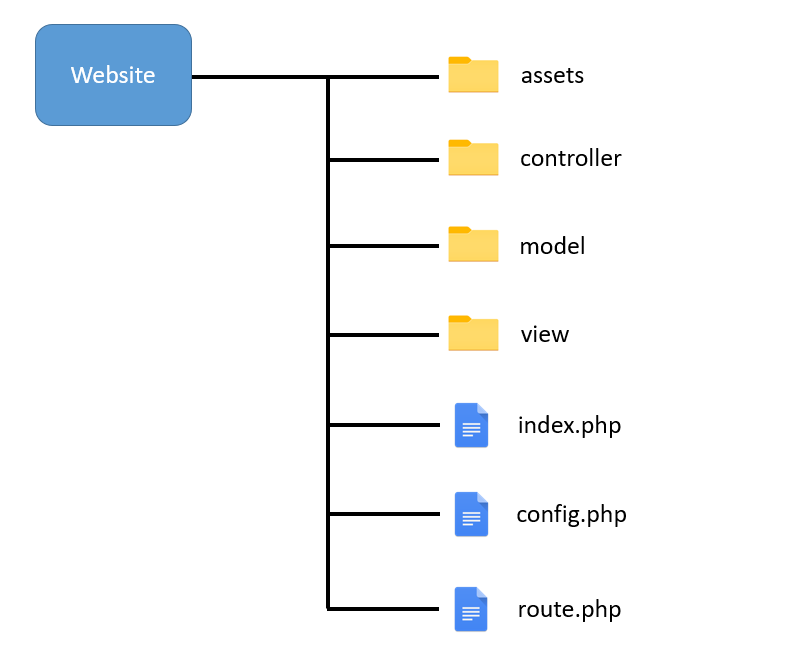 Website
assets
controller
model
view
index.php
config.php
route.php